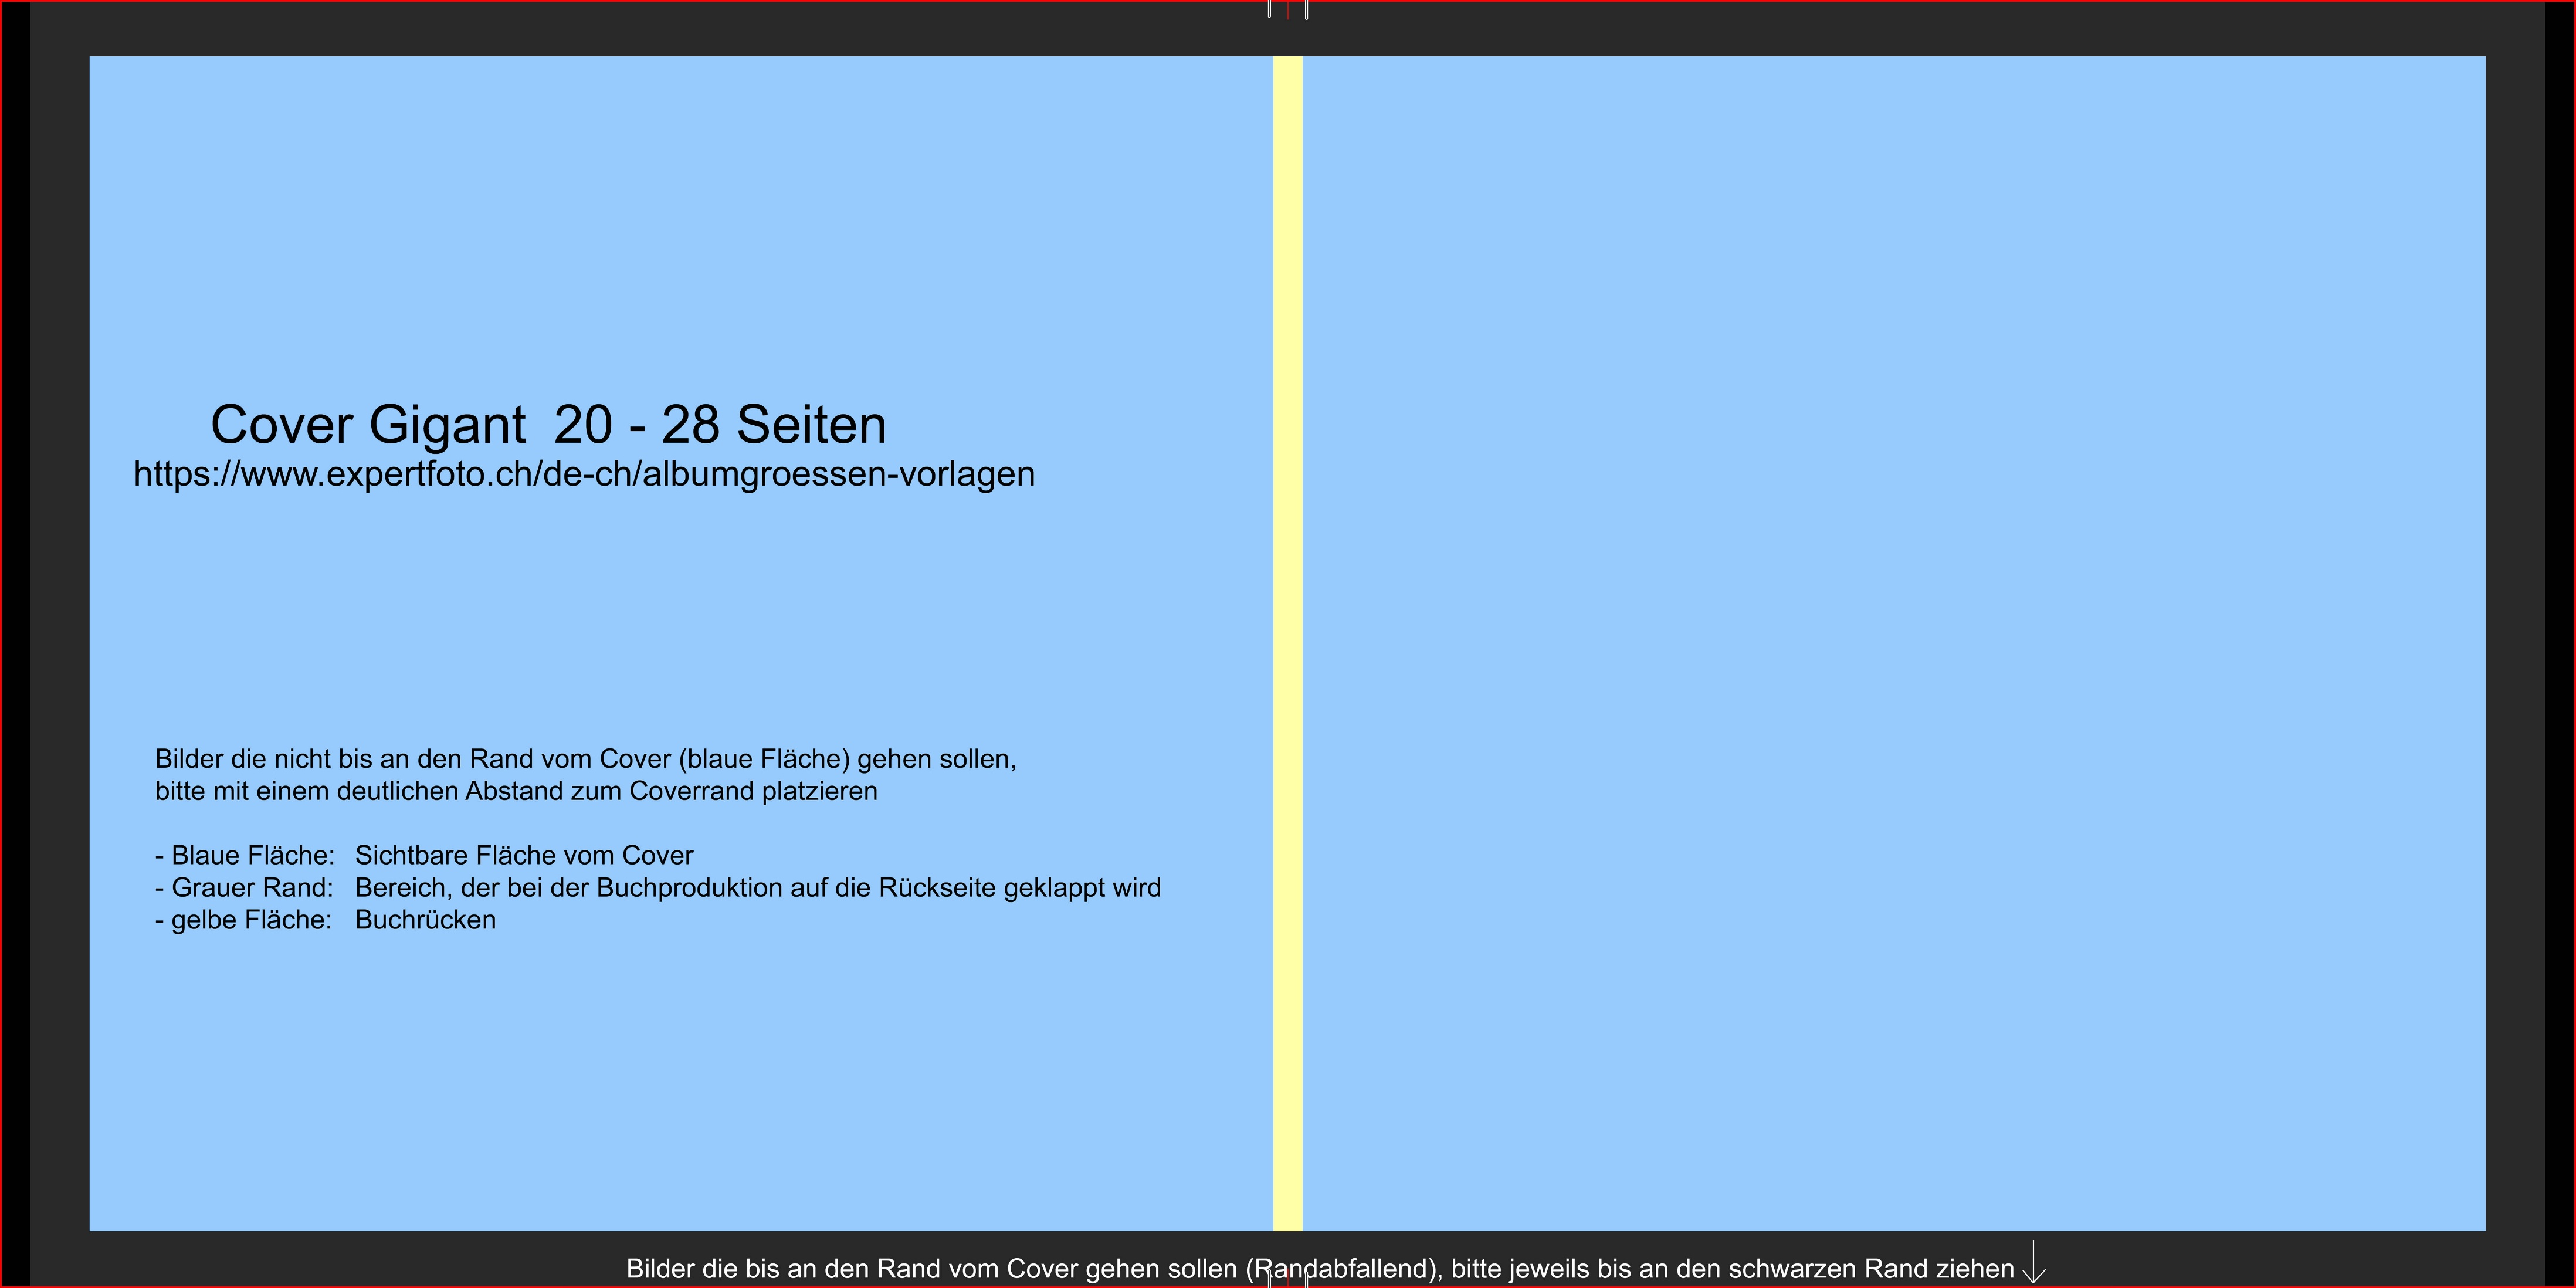 Cover Gigant  20 - 28 Seiten
https://www.expertfoto.ch/de-ch/albumgroessen-vorlagen
Bilder die nicht bis an den Rand vom Cover (blaue Fläche) gehen sollen,
bitte mit einem deutlichen Abstand zum Coverrand platzieren
- Blaue Fläche:   Sichtbare Fläche vom Cover
- Grauer Rand:   Bereich, der bei der Buchproduktion auf die Rückseite geklappt wird
- gelbe Fläche:   Buchrücken
Bilder die bis an den Rand vom Cover gehen sollen (Randabfallend), bitte jeweils bis an den schwarzen Rand ziehen